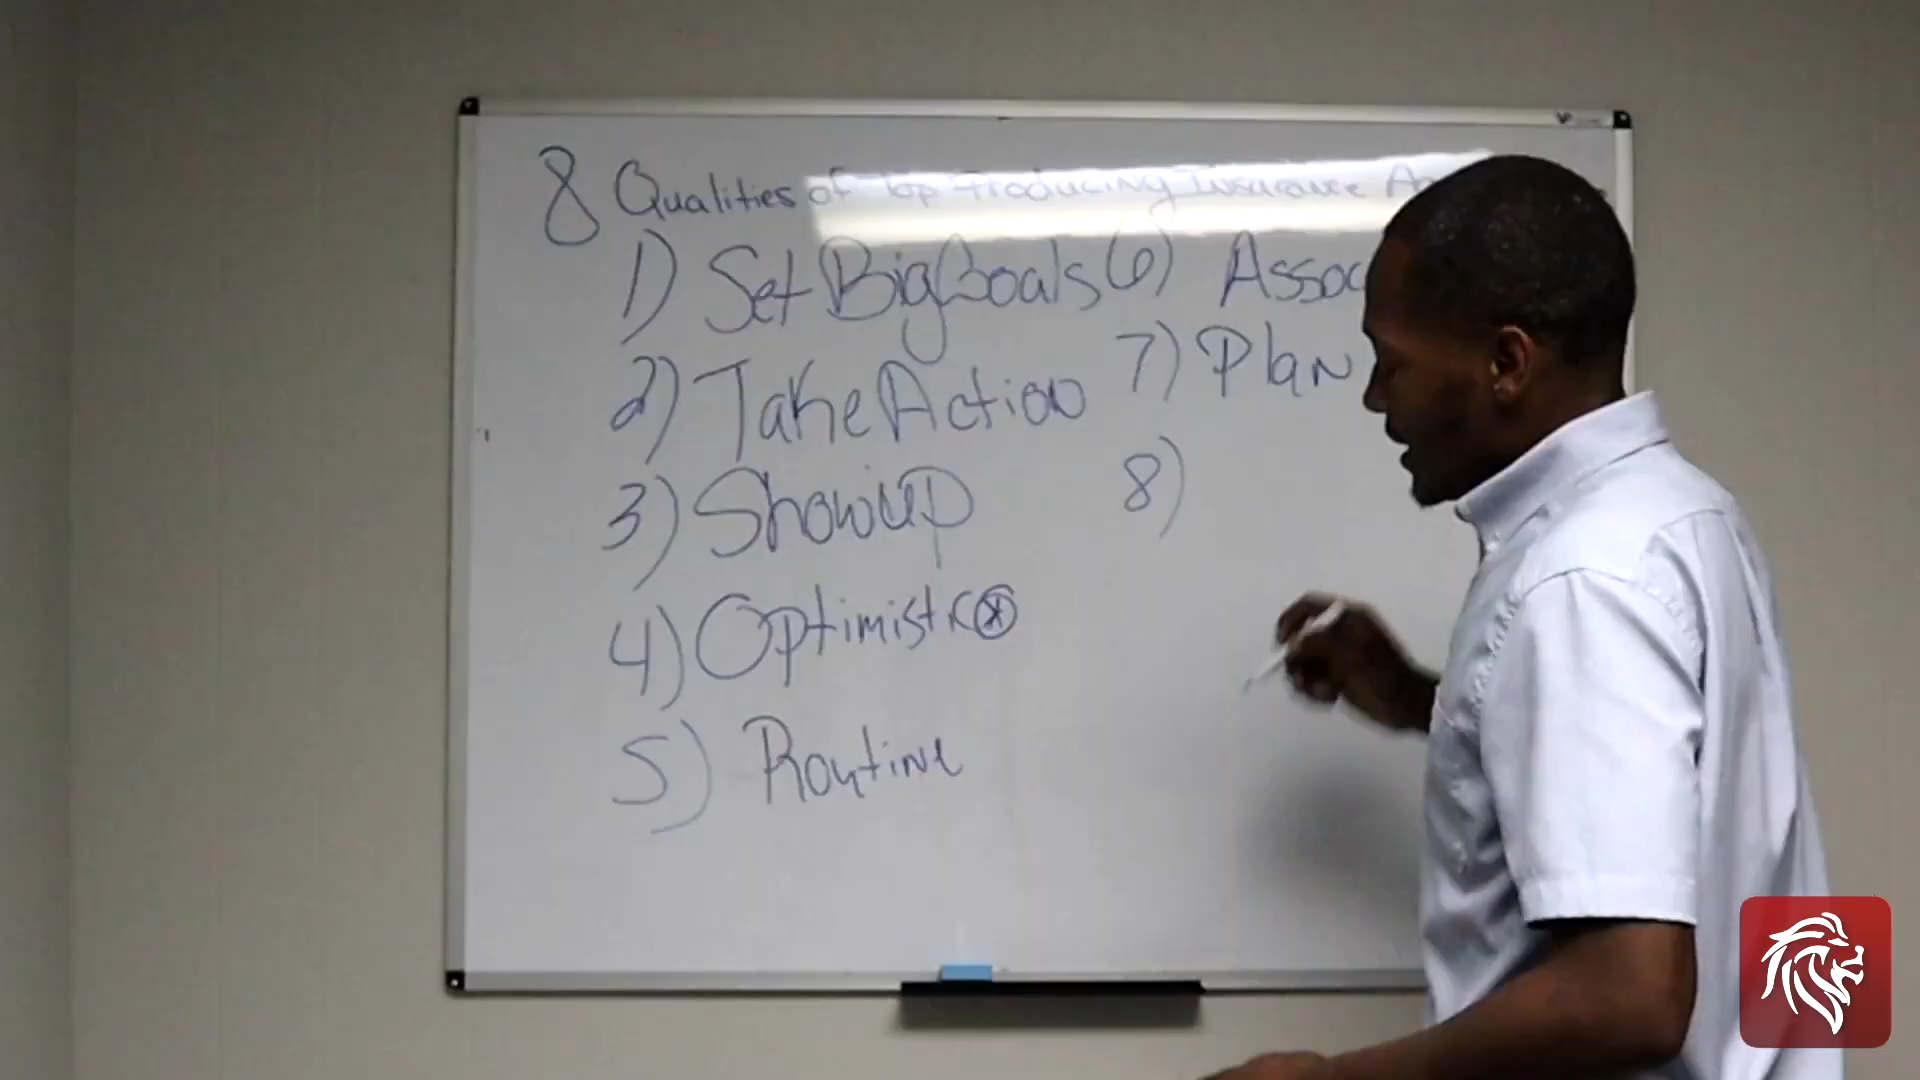 8 Qualities of Top Producing Insurance
1) Set Big Goals
2) Take Action
3) Show up
4) Optimistic
5) Routine
6) Assoc
7) Plan
8)